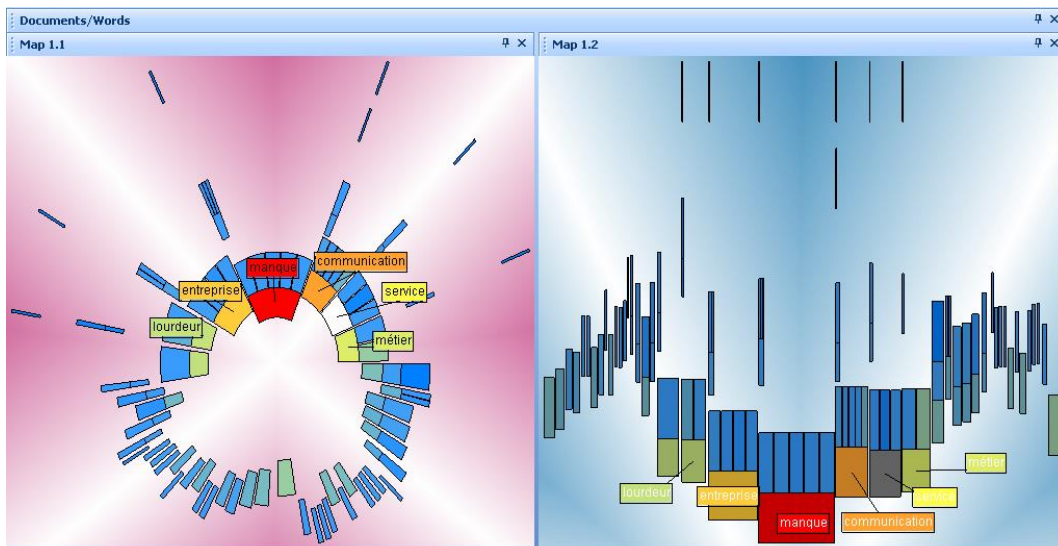 Documents/Words
Map 1.1
manque
communication
entreprise
service
lourdeur
métier
Map 1.2
métier
lourdeur
entreprise
service
manque
communication